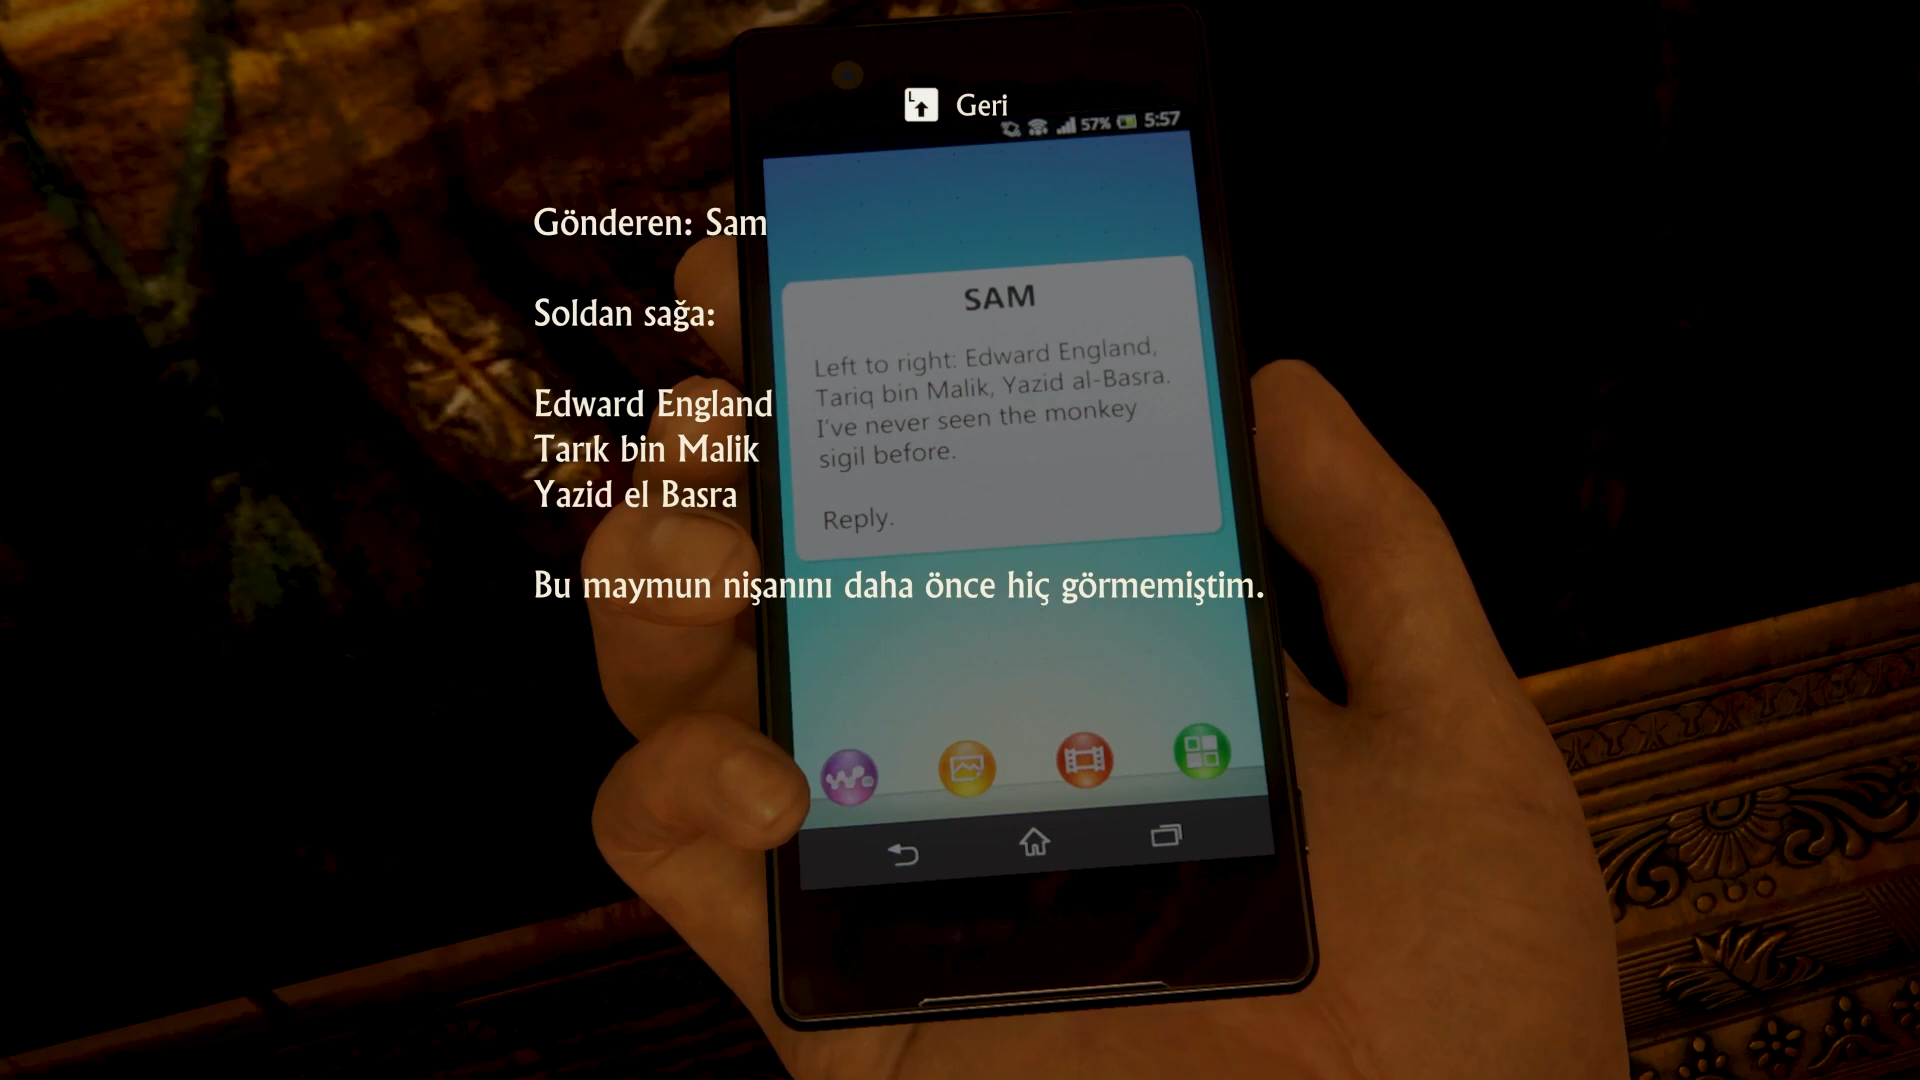 Geri
57% 5:57
Gönderen: Sam
Soldan sağa:
Edward England
Tarık bin Malik
Yazid el Basra
Bu maymun nişanını daha önce hiç görmemiştim.
SAM
Left to right: Edward England,
Tariq bin Malik, Yazid al-Basra.
I've never seen the monkey
sigil before.
Reply.